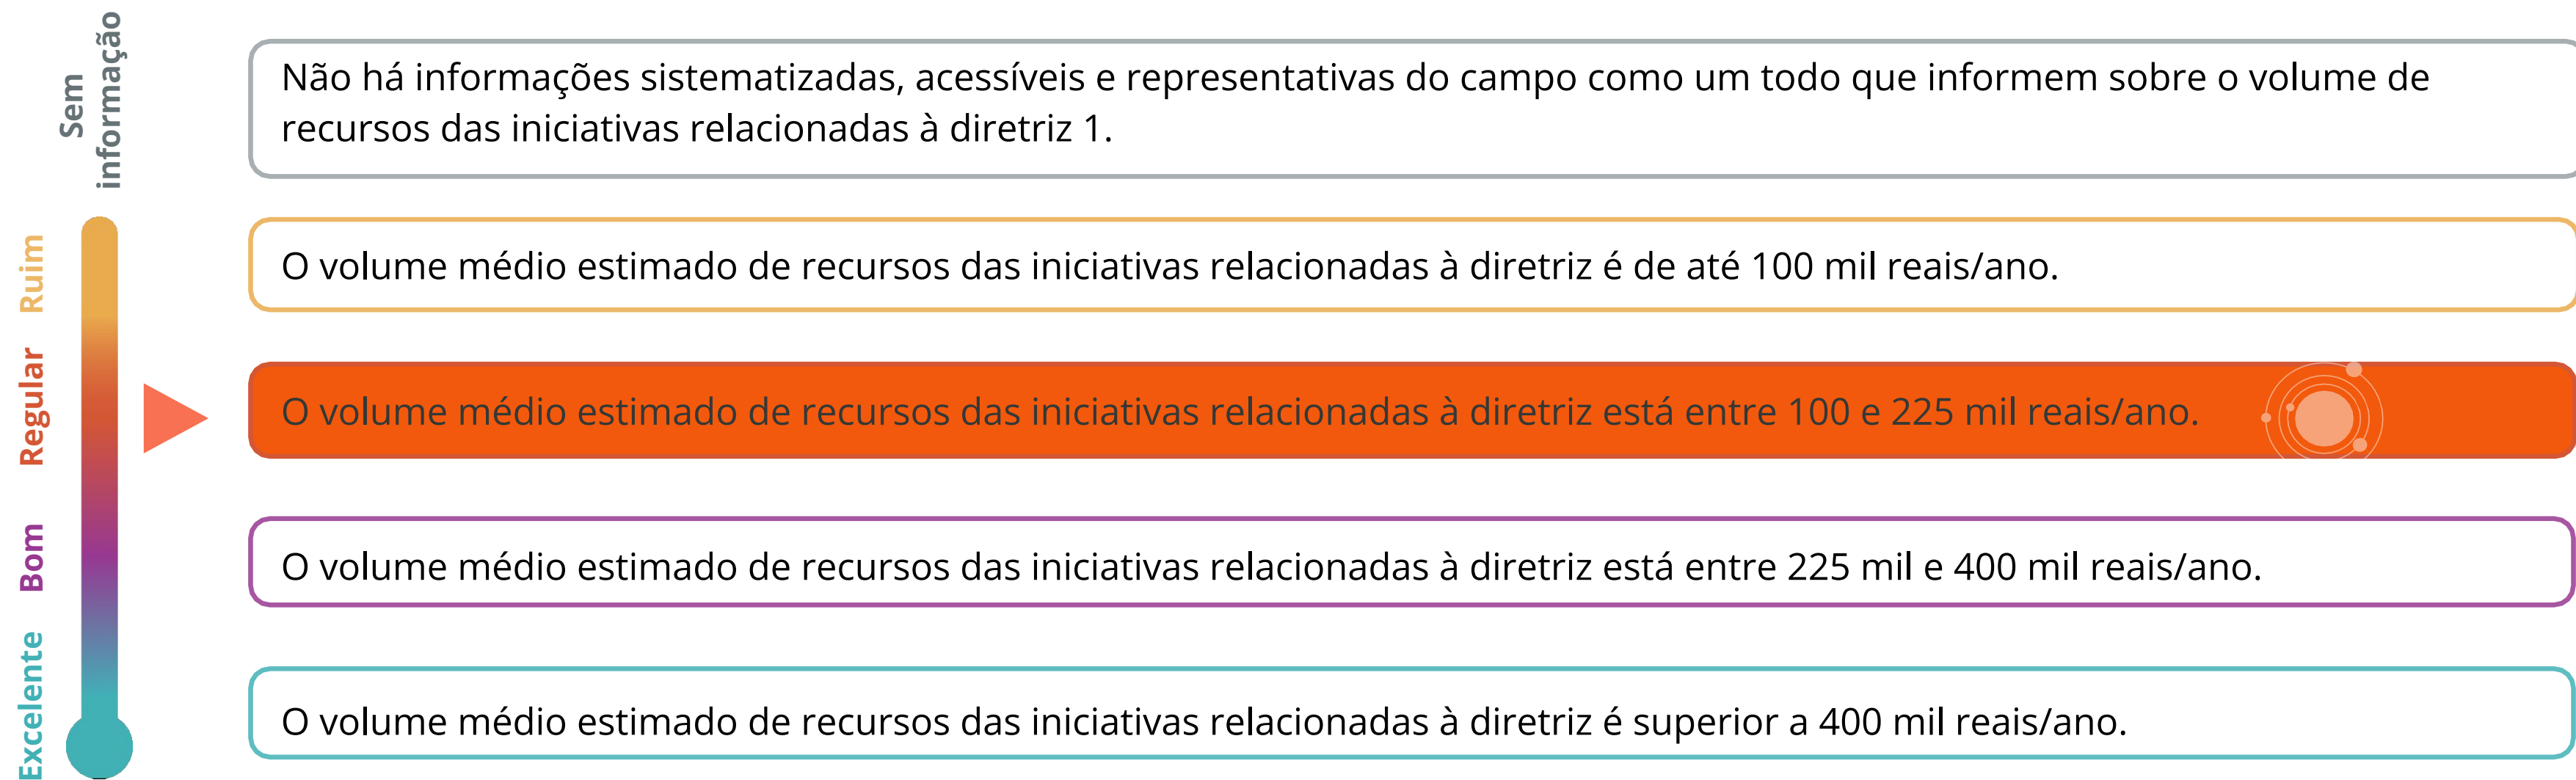 Sem
informação
Não há informações sistematizadas, acessíveis e representativas do campo como um todo que informem sobre o volume de
recursos das iniciativas relacionadas à diretriz 1.
Ruim
O volume médio estimado de recursos das iniciativas relacionadas à diretriz é de até 100 mil reais/ano.
Regular
O volume médio estimado de recursos das iniciativas relacionadas à diretriz está entre 100 e 225 mil reais/ano.
Bom
O volume médio estimado de recursos das iniciativas relacionadas à diretriz está entre 225 mil e 400 mil reais/ano.
Excelente
O volume médio estimado de recursos das iniciativas relacionadas à diretriz é superior a 400 mil reais/ano.